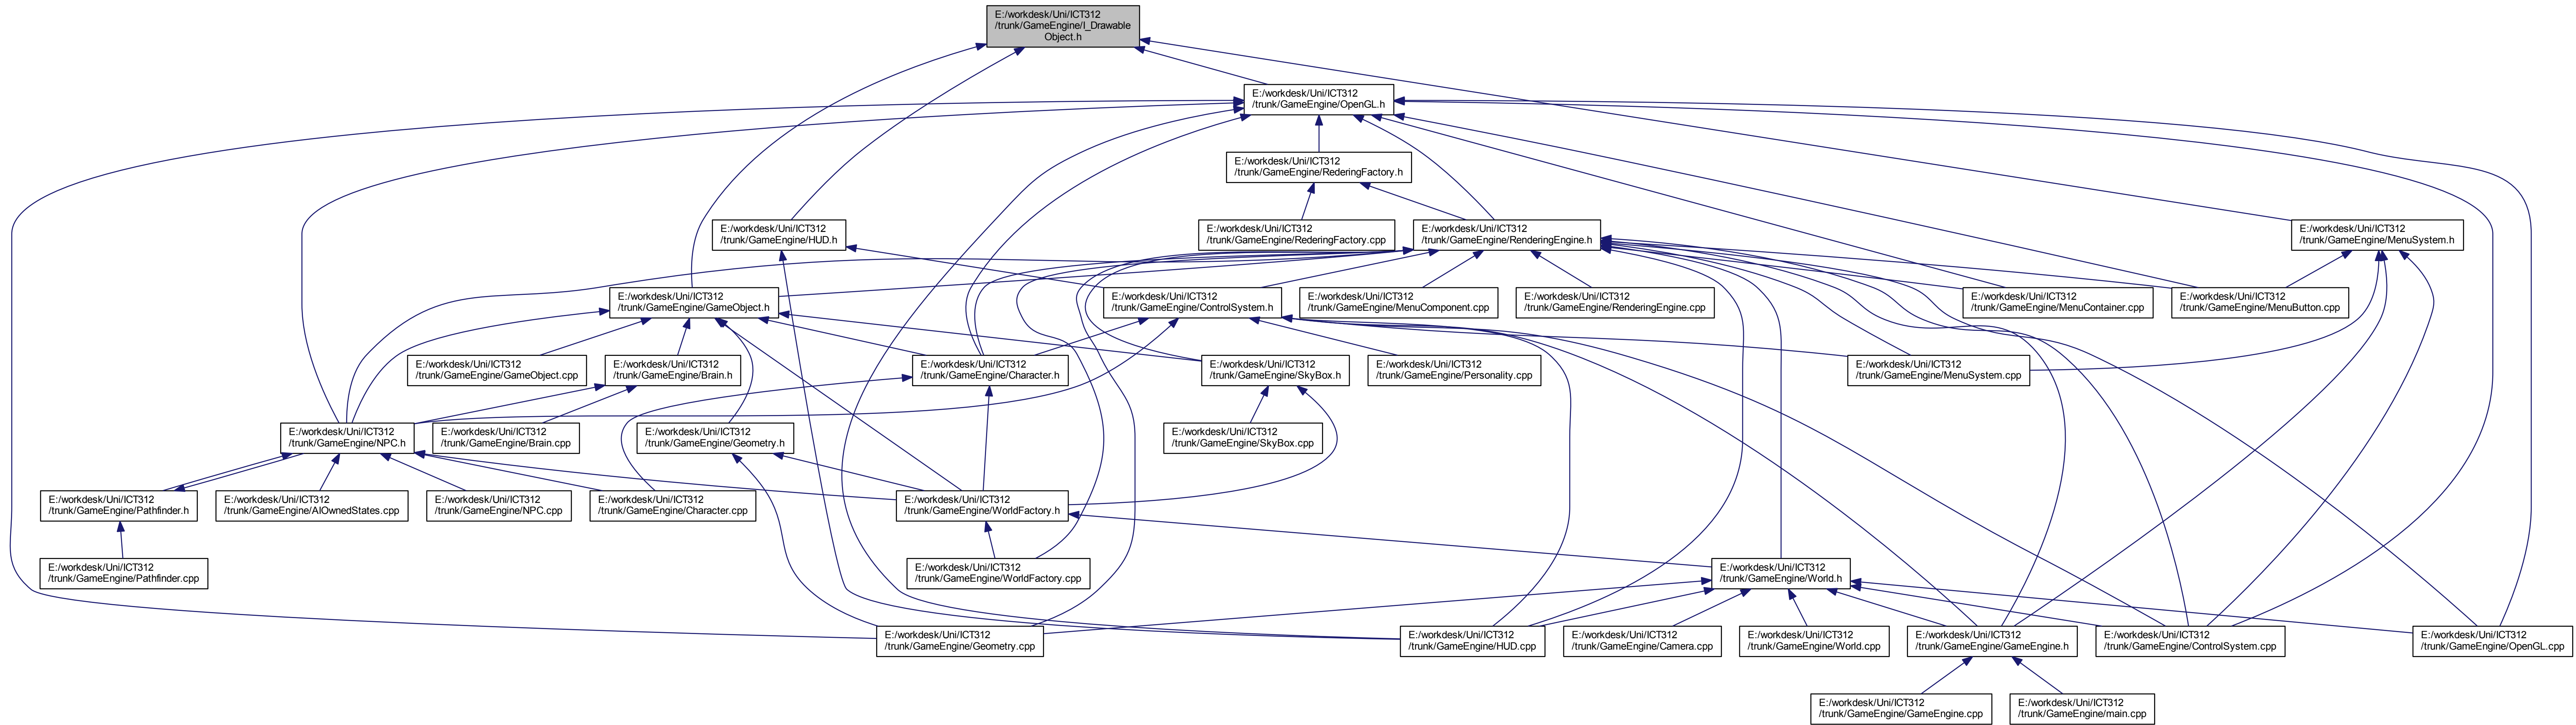 E:/workdesk/Uni/ICT312
/trunk/GameEngine/I_Drawable
Object.h
E:/workdesk/Uni/ICT312
/trunk/GameEngine/OpenGL.h
E:/workdesk/Uni/ICT312
/trunk/GameEngine/RederingFactory.h
E:/workdesk/Uni/ICT312
/trunk/GameEngine/HUD.h
E:/workdesk/Uni/ICT312
/trunk/GameEngine/RederingFactory.cpp
E:/workdesk/Uni/ICT312
/trunk/GameEngine/RenderingEngine.h
E:/workdesk/Uni/ICT312
/trunk/GameEngine/MenuSystem.h
E:/workdesk/Uni/ICT312
/trunk/GameEngine/GameObject.h
E:/workdesk/Uni/ICT312
/trunk/GameEngine/ControlSystem.h
E:/workdesk/Uni/ICT312
/trunk/GameEngine/MenuComponent.cpp
E:/workdesk/Uni/ICT312
/trunk/GameEngine/RenderingEngine.cpp
E:/workdesk/Uni/ICT312
/trunk/GameEngine/MenuContainer.cpp
E:/workdesk/Uni/ICT312
/trunk/GameEngine/MenuButton.cpp
E:/workdesk/Uni/ICT312
/trunk/GameEngine/GameObject.cpp
E:/workdesk/Uni/ICT312
/trunk/GameEngine/Brain.h
E:/workdesk/Uni/ICT312
/trunk/GameEngine/Character.h
E:/workdesk/Uni/ICT312
/trunk/GameEngine/SkyBox.h
E:/workdesk/Uni/ICT312
/trunk/GameEngine/Personality.cpp
E:/workdesk/Uni/ICT312
/trunk/GameEngine/MenuSystem.cpp
E:/workdesk/Uni/ICT312
/trunk/GameEngine/NPC.h
E:/workdesk/Uni/ICT312
/trunk/GameEngine/Brain.cpp
E:/workdesk/Uni/ICT312
/trunk/GameEngine/Geometry.h
E:/workdesk/Uni/ICT312
/trunk/GameEngine/SkyBox.cpp
E:/workdesk/Uni/ICT312
/trunk/GameEngine/Pathfinder.h
E:/workdesk/Uni/ICT312
/trunk/GameEngine/AIOwnedStates.cpp
E:/workdesk/Uni/ICT312
/trunk/GameEngine/NPC.cpp
E:/workdesk/Uni/ICT312
/trunk/GameEngine/Character.cpp
E:/workdesk/Uni/ICT312
/trunk/GameEngine/WorldFactory.h
E:/workdesk/Uni/ICT312
/trunk/GameEngine/Pathfinder.cpp
E:/workdesk/Uni/ICT312
/trunk/GameEngine/WorldFactory.cpp
E:/workdesk/Uni/ICT312
/trunk/GameEngine/World.h
E:/workdesk/Uni/ICT312
/trunk/GameEngine/Geometry.cpp
E:/workdesk/Uni/ICT312
/trunk/GameEngine/HUD.cpp
E:/workdesk/Uni/ICT312
/trunk/GameEngine/Camera.cpp
E:/workdesk/Uni/ICT312
/trunk/GameEngine/World.cpp
E:/workdesk/Uni/ICT312
/trunk/GameEngine/GameEngine.h
E:/workdesk/Uni/ICT312
/trunk/GameEngine/ControlSystem.cpp
E:/workdesk/Uni/ICT312
/trunk/GameEngine/OpenGL.cpp
E:/workdesk/Uni/ICT312
/trunk/GameEngine/GameEngine.cpp
E:/workdesk/Uni/ICT312
/trunk/GameEngine/main.cpp